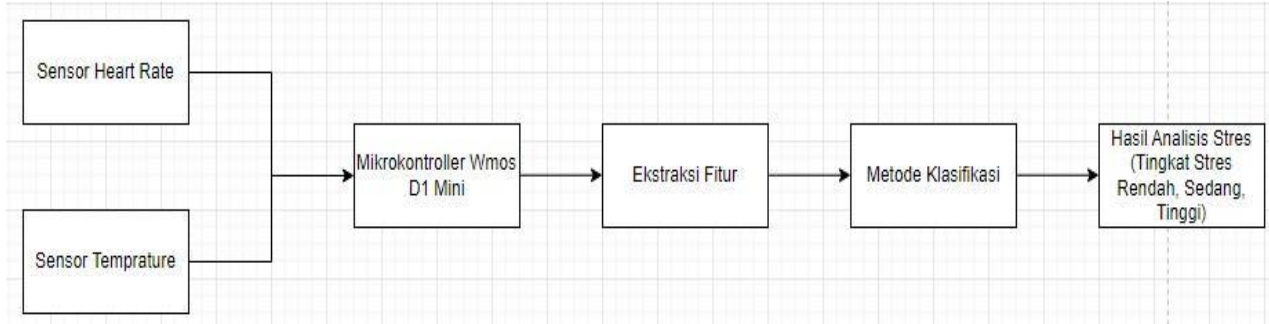 Sensor Heart Rate
Sensor Temprature
Mikrokontroller Wmos
D1 Mini
Ekstraksi Fitur
Metode Klasifikasi
Hasil Analisis Stres
(Tingkat Stres
Rendah, Sedang,
Tinggi)